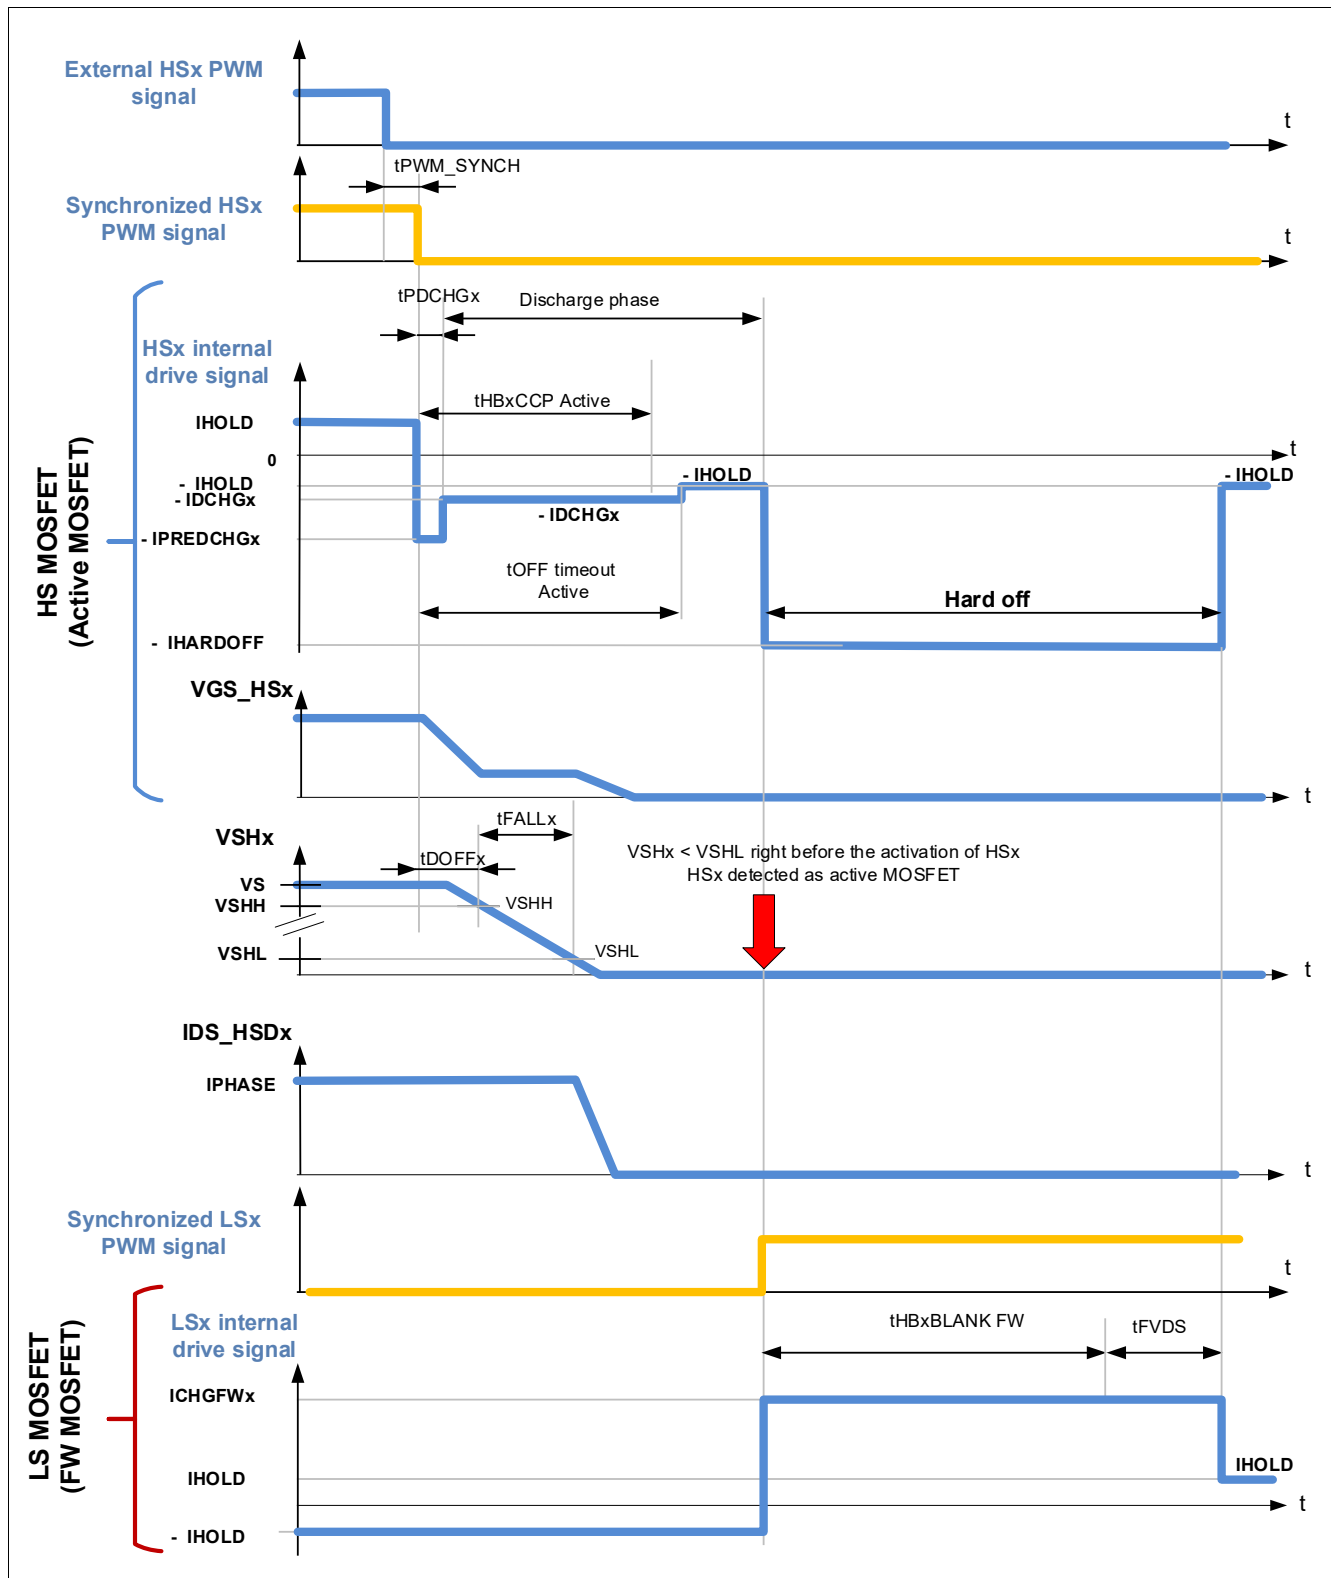 External HSx PWM
signal
t
tPWM_SYNCH
Synchronized HSx
PWM signal
t
tPDCHGx
Discharge phase
HSx internal
drive signal
tHBxCCP Active
IHOLD
t
0
- IHOLD
- IHOLD
- IHOLD
- IDCHGx
- IDCHGx
- IPREDCHGx
tOFF timeout
Active
Hard off
- IHARDOFF
HS MOSFET
(Active MOSFET)
VGS_HSx
t
tFALLx
VSHx
tDOFFx
VSHx < VSHL right before the activation of HSx
HSx detected as active MOSFET
VS
VSHH
VSHH
VSHL
VSHL
t
IDS_HSDx
IPHASE
t
Synchronized LSx
PWM signal
t
LSx internal
drive signal
tHBxBLANK FW
tFVDS
ICHGFWx
IHOLD
IHOLD
t
- IHOLD
LS MOSFET
(FW MOSFET)